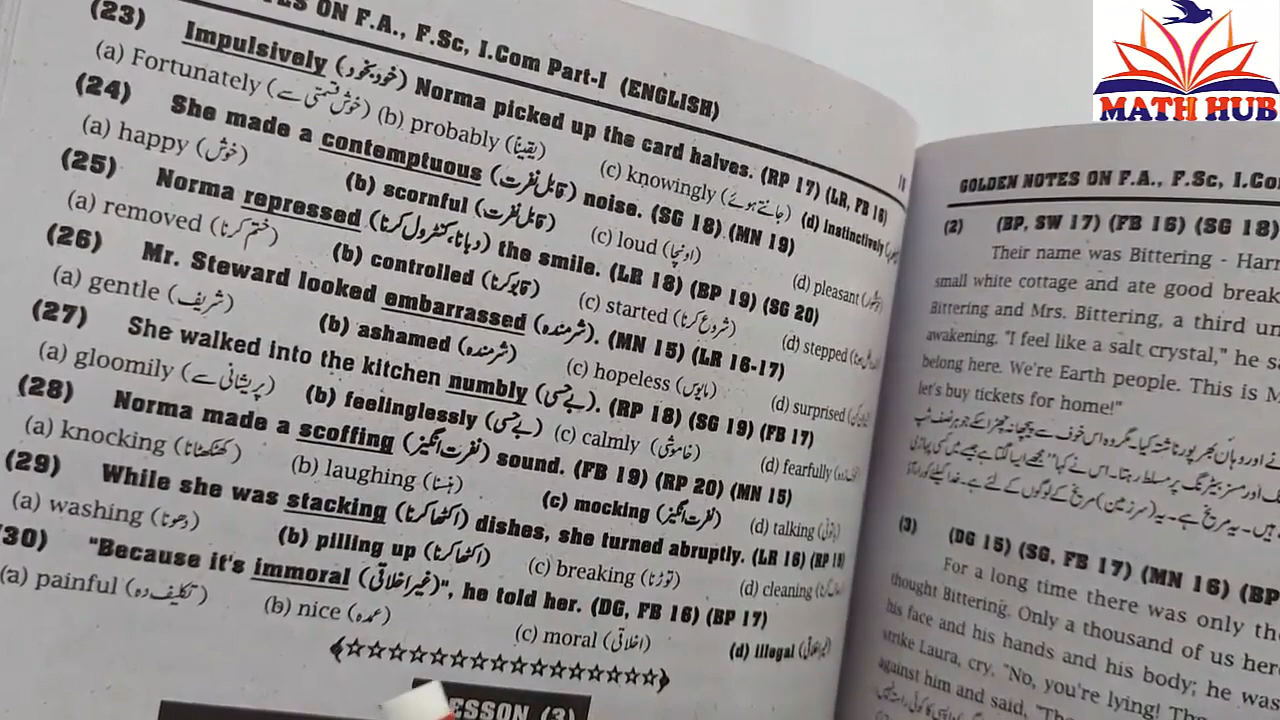 MATH HUB
ES ON F.A., F.Sc, I.Com Part-I (ENGLISH)
(23) Impulsively (خود بخود) Norma picked up the card halves. (RP 17) (LR, FB 16)
(a) Fortunately (خوش قسمتی سے) (b) probably (یقیناً) (c) knowingly (جانتے ہوئے) (d) instinctively
(24) She made a contemptuous (قابل نفرت) noise. (SG 18) (MN 19)
(a) happy (خوش) (b) scornful (قابل نفرت) (c) loud (اونچا) (d) pleasant
(25) Norma repressed (دبانا، کنٹرول کرنا) the smile. (LR 18) (BP 19) (SG 20)
(a) removed (ختم کرنا) (b) controlled (قابو کرنا) (c) started (شروع کرنا) (d) stepped
(26) Mr. Steward looked embarrassed (شرمندہ). (MN 15) (LR 16-17)
(a) gentle (شریف) (b) ashamed (شرمندہ) (c) hopeless (مایوس) (d) surprised
(27) She walked into the kitchen numbly (بے حسی). (RP 18) (SG 19) (FB 17)
(a) gloomily (پریشانی سے) (b) feelinglessly (بے حسی) (c) calmly (خاموشی) (d) fearfully
(28) Norma made a scoffing (نفرت انگیز) sound. (FB 19) (RP 20) (MN 15)
(a) knocking (کھٹکھٹانا) (b) laughing (ہنسنا) (c) mocking (نفرت انگیز) (d) talking
(29) While she was stacking (اکٹھا کرنا) dishes, she turned abruptly. (LR 16) (RP 18)
(a) washing (دھونا) (b) pilling up (اکٹھا کرنا) (c) breaking (توڑنا) (d) cleaning
30) "Because it's immoral (غیر اخلاقی)", he told her. (DG, FB 16) (BP 17)
(a) painful (تکلیف دہ) (b) nice (عمدہ) (c) moral (اخلاقی) (d) illegal
ESSON (3)
GOLDEN NOTES ON F.A., F.Sc, I.Co
(2) (BP, SW 17) (FB 16) (SG 18)
Their name was Bittering - Harr
small white cottage and ate good break
Bittering and Mrs. Bittering, a third un
awakening. "I feel like a salt crystal," he sa
belong here. We're Earth people. This is M
let's buy tickets for home!"
(3) (DG 15) (SG, FB 17) (MN 16) (BP
For a long time there was only the
thought Bittering. Only a thousand of us here
his face and his hands and his body; he was
strike Laura, cry, "No, you're lying! The
against him and said, "The